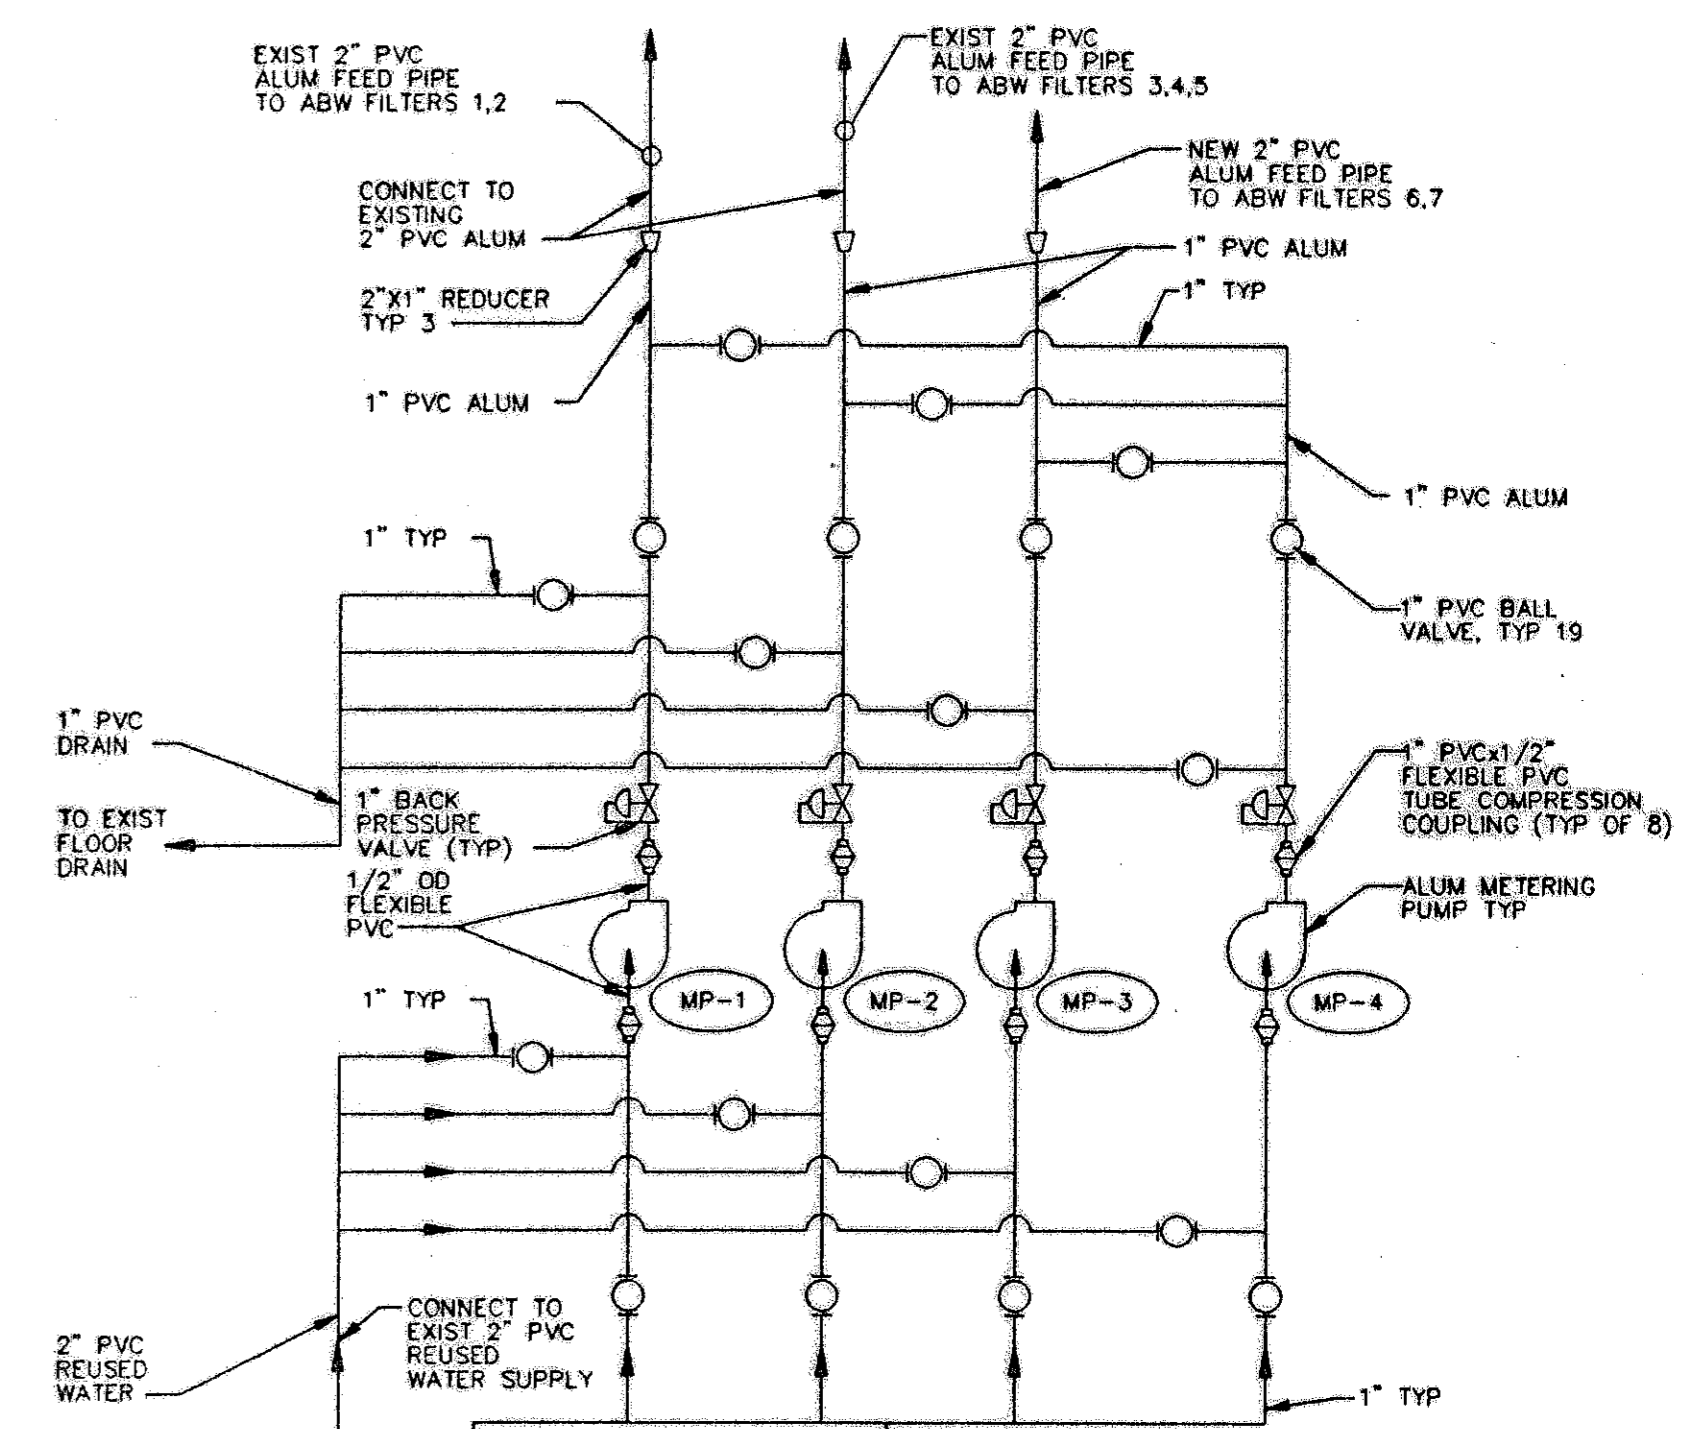 EXIST 2" PVC
ALUM FEED PIPE
TO ABW FILTERS 1,2
EXIST 2" PVC
ALUM FEED PIPE
TO ABW FILTERS 3,4,5
NEW 2" PVC
ALUM FEED PIPE
TO ABW FILTERS 6,7
CONNECT TO
EXISTING
2" PVC ALUM
1" PVC ALUM
2"X1" REDUCER
TYP 3
1" TYP
1" PVC ALUM
1" PVC ALUM
1" TYP
1" PVC BALL
VALVE, TYP 19
1" PVC
DRAIN
1" PVCx1/2"
FLEXIBLE PVC
TUBE COMPRESSION
COUPLING (TYP OF 8)
TO EXIST
FLOOR
DRAIN
1" BACK
PRESSURE
VALVE (TYP)
1/2" OD
FLEXIBLE
PVC
ALUM METERING
PUMP TYP
1" TYP
MP-1
MP-2
MP-3
MP-4
CONNECT TO
EXIST 2" PVC
REUSED
WATER SUPPLY
2" PVC
REUSED
WATER
1" TYP